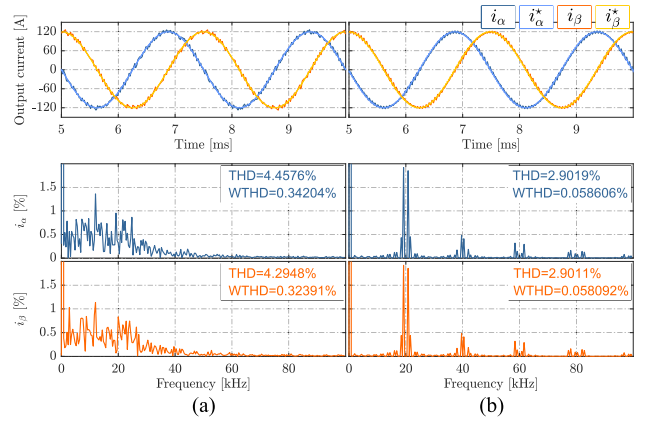 i_α i_α^⋆ i_β i_β^⋆
Output current [A]
120
60
0
-60
-120
5 6 7 8 9
Time [ms]
5 6 7 8 9
Time [ms]
i_α [%]
1.5
1
0.5
0
THD=4.4576%
WTHD=0.34204%
THD=2.9019%
WTHD=0.058606%
i_β [%]
1.5
1
0.5
0
THD=4.2948%
WTHD=0.32391%
THD=2.9011%
WTHD=0.058092%
0 20 40 60 80
Frequency [kHz]
0 20 40 60 80
Frequency [kHz]
(a)
(b)